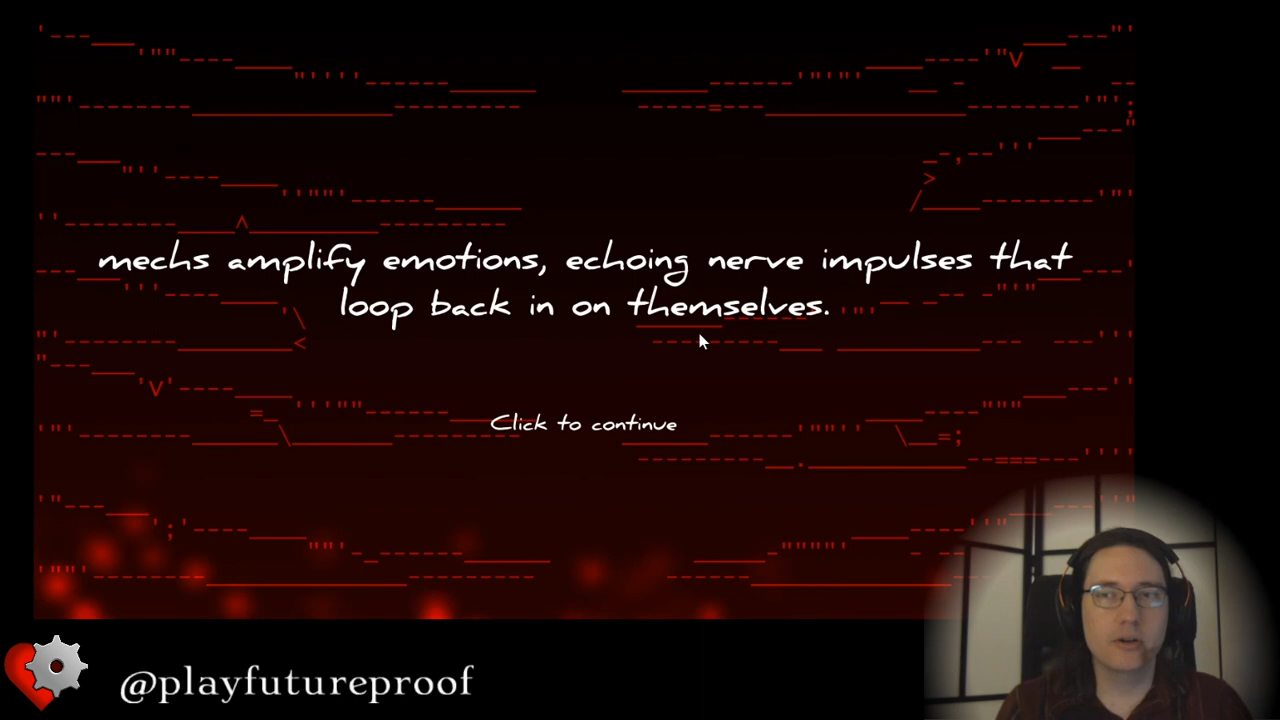 mechs amplify emotions, echoing nerve impulses that
loop back in on themselves.
Click to continue
@playfutureproof